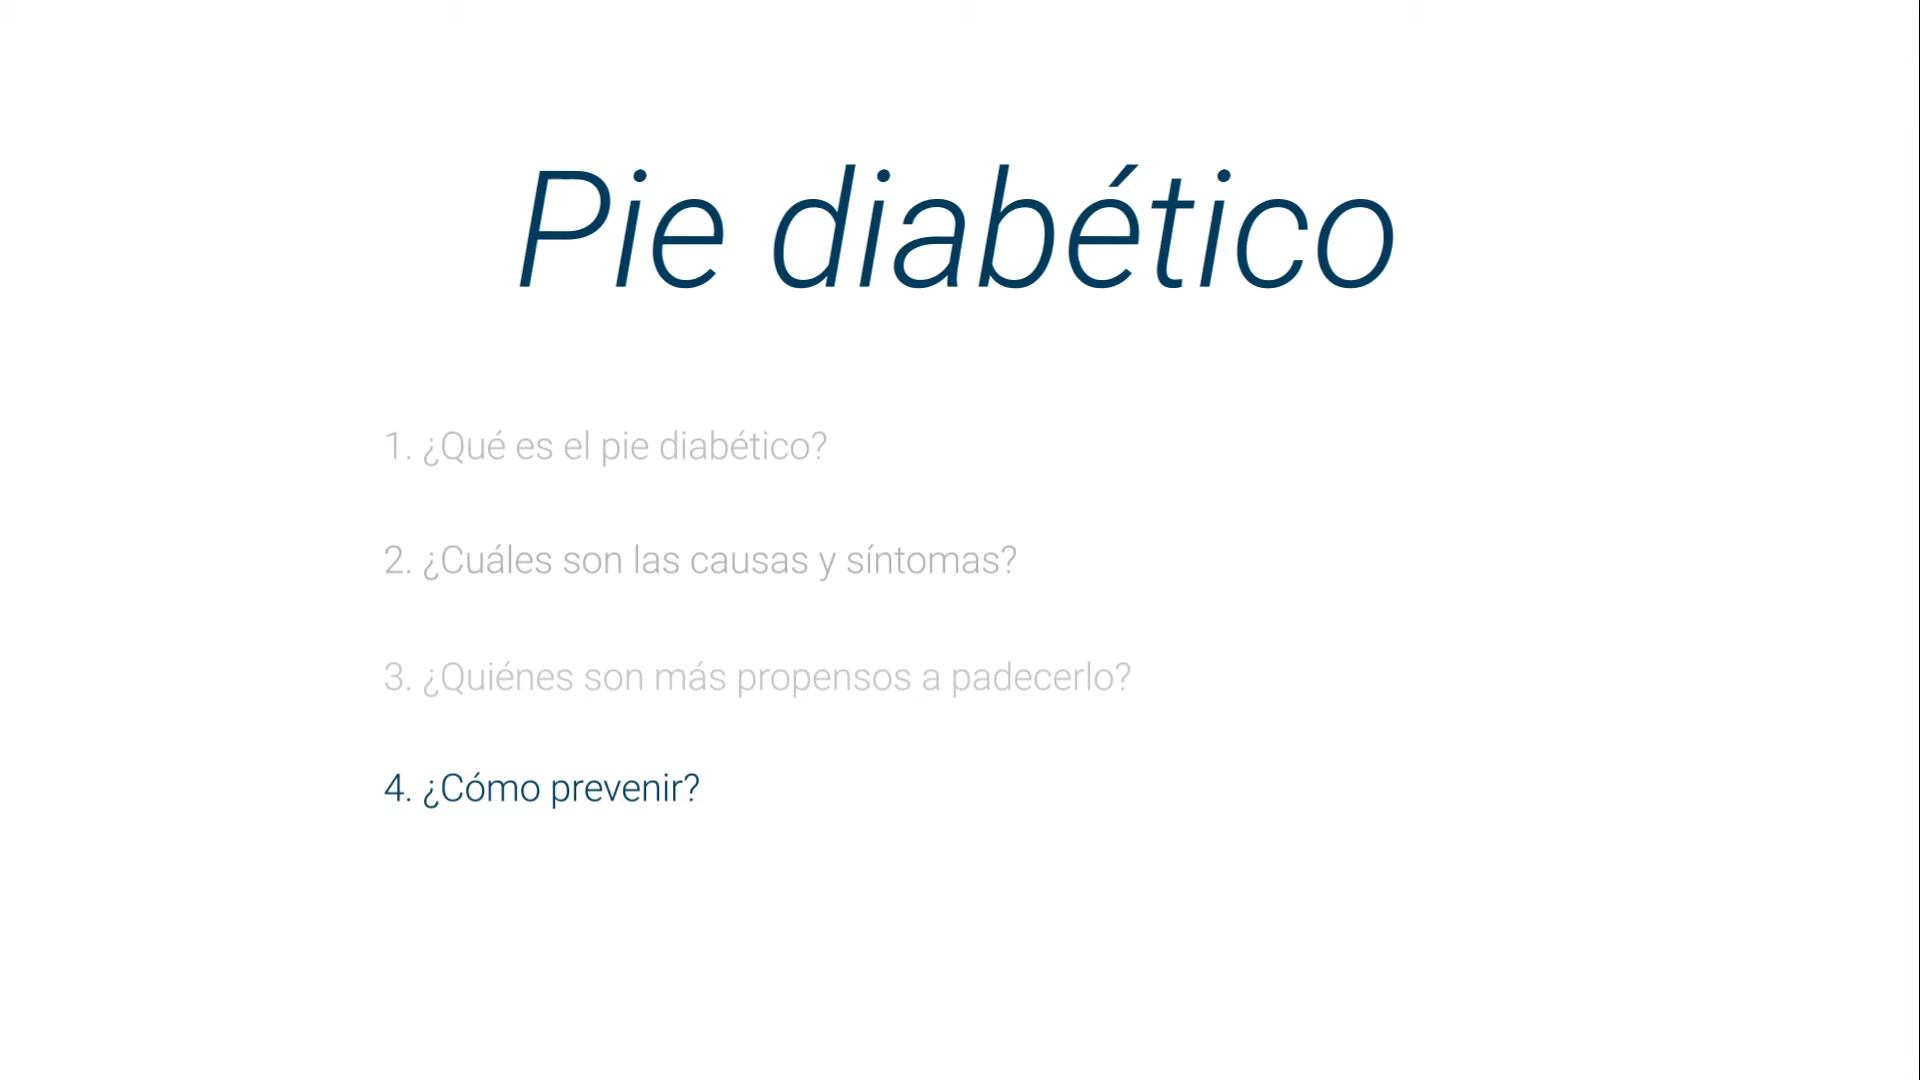 Pie diabético
1. ¿Qué es el pie diabético?
2. ¿Cuáles son las causas y síntomas?
3. ¿Quiénes son más propensos a padecerlo?
4. ¿Cómo prevenir?